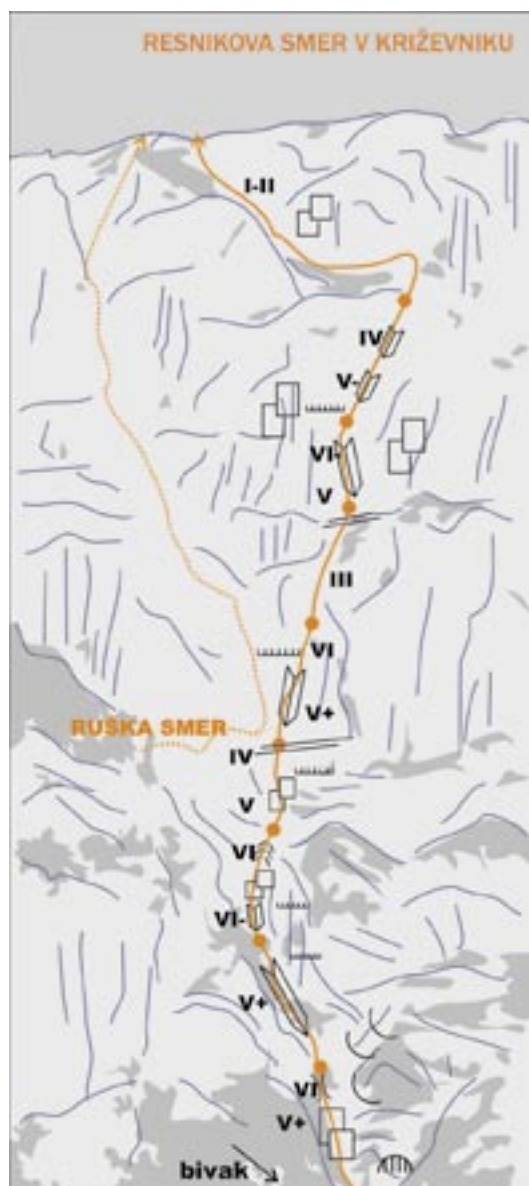 RESNIKOVA SMER V KRIŽEVNIKU
I-II
IV
V-
VI-
V
III
VI
V+
RUŠKA SMER
IV
V
VI
VI-
V+
VI
V+
bivak